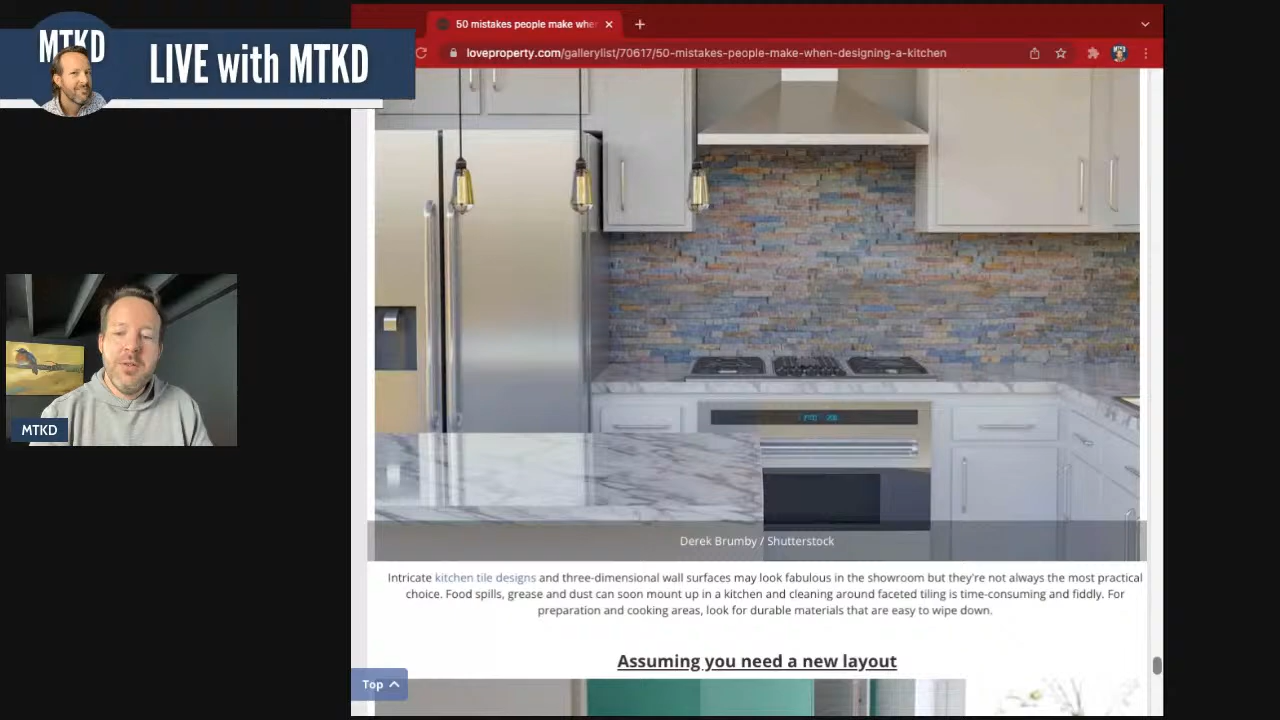 MTKD
LIVE with MTKD
50 mistakes people make whe
loveproperty.com/gallerylist/70617/50-mistakes-people-make-when-designing-a-kitchen
MTKD
Derek Brumby / Shutterstock
Intricate kitchen tile designs and three-dimensional wall surfaces may look fabulous in the showroom but they're not always the most practical
choice. Food spills, grease and dust can soon mount up in a kitchen and cleaning around faceted tiling is time-consuming and fiddly. For
preparation and cooking areas, look for durable materials that are easy to wipe down.
Assuming you need a new layout
Top